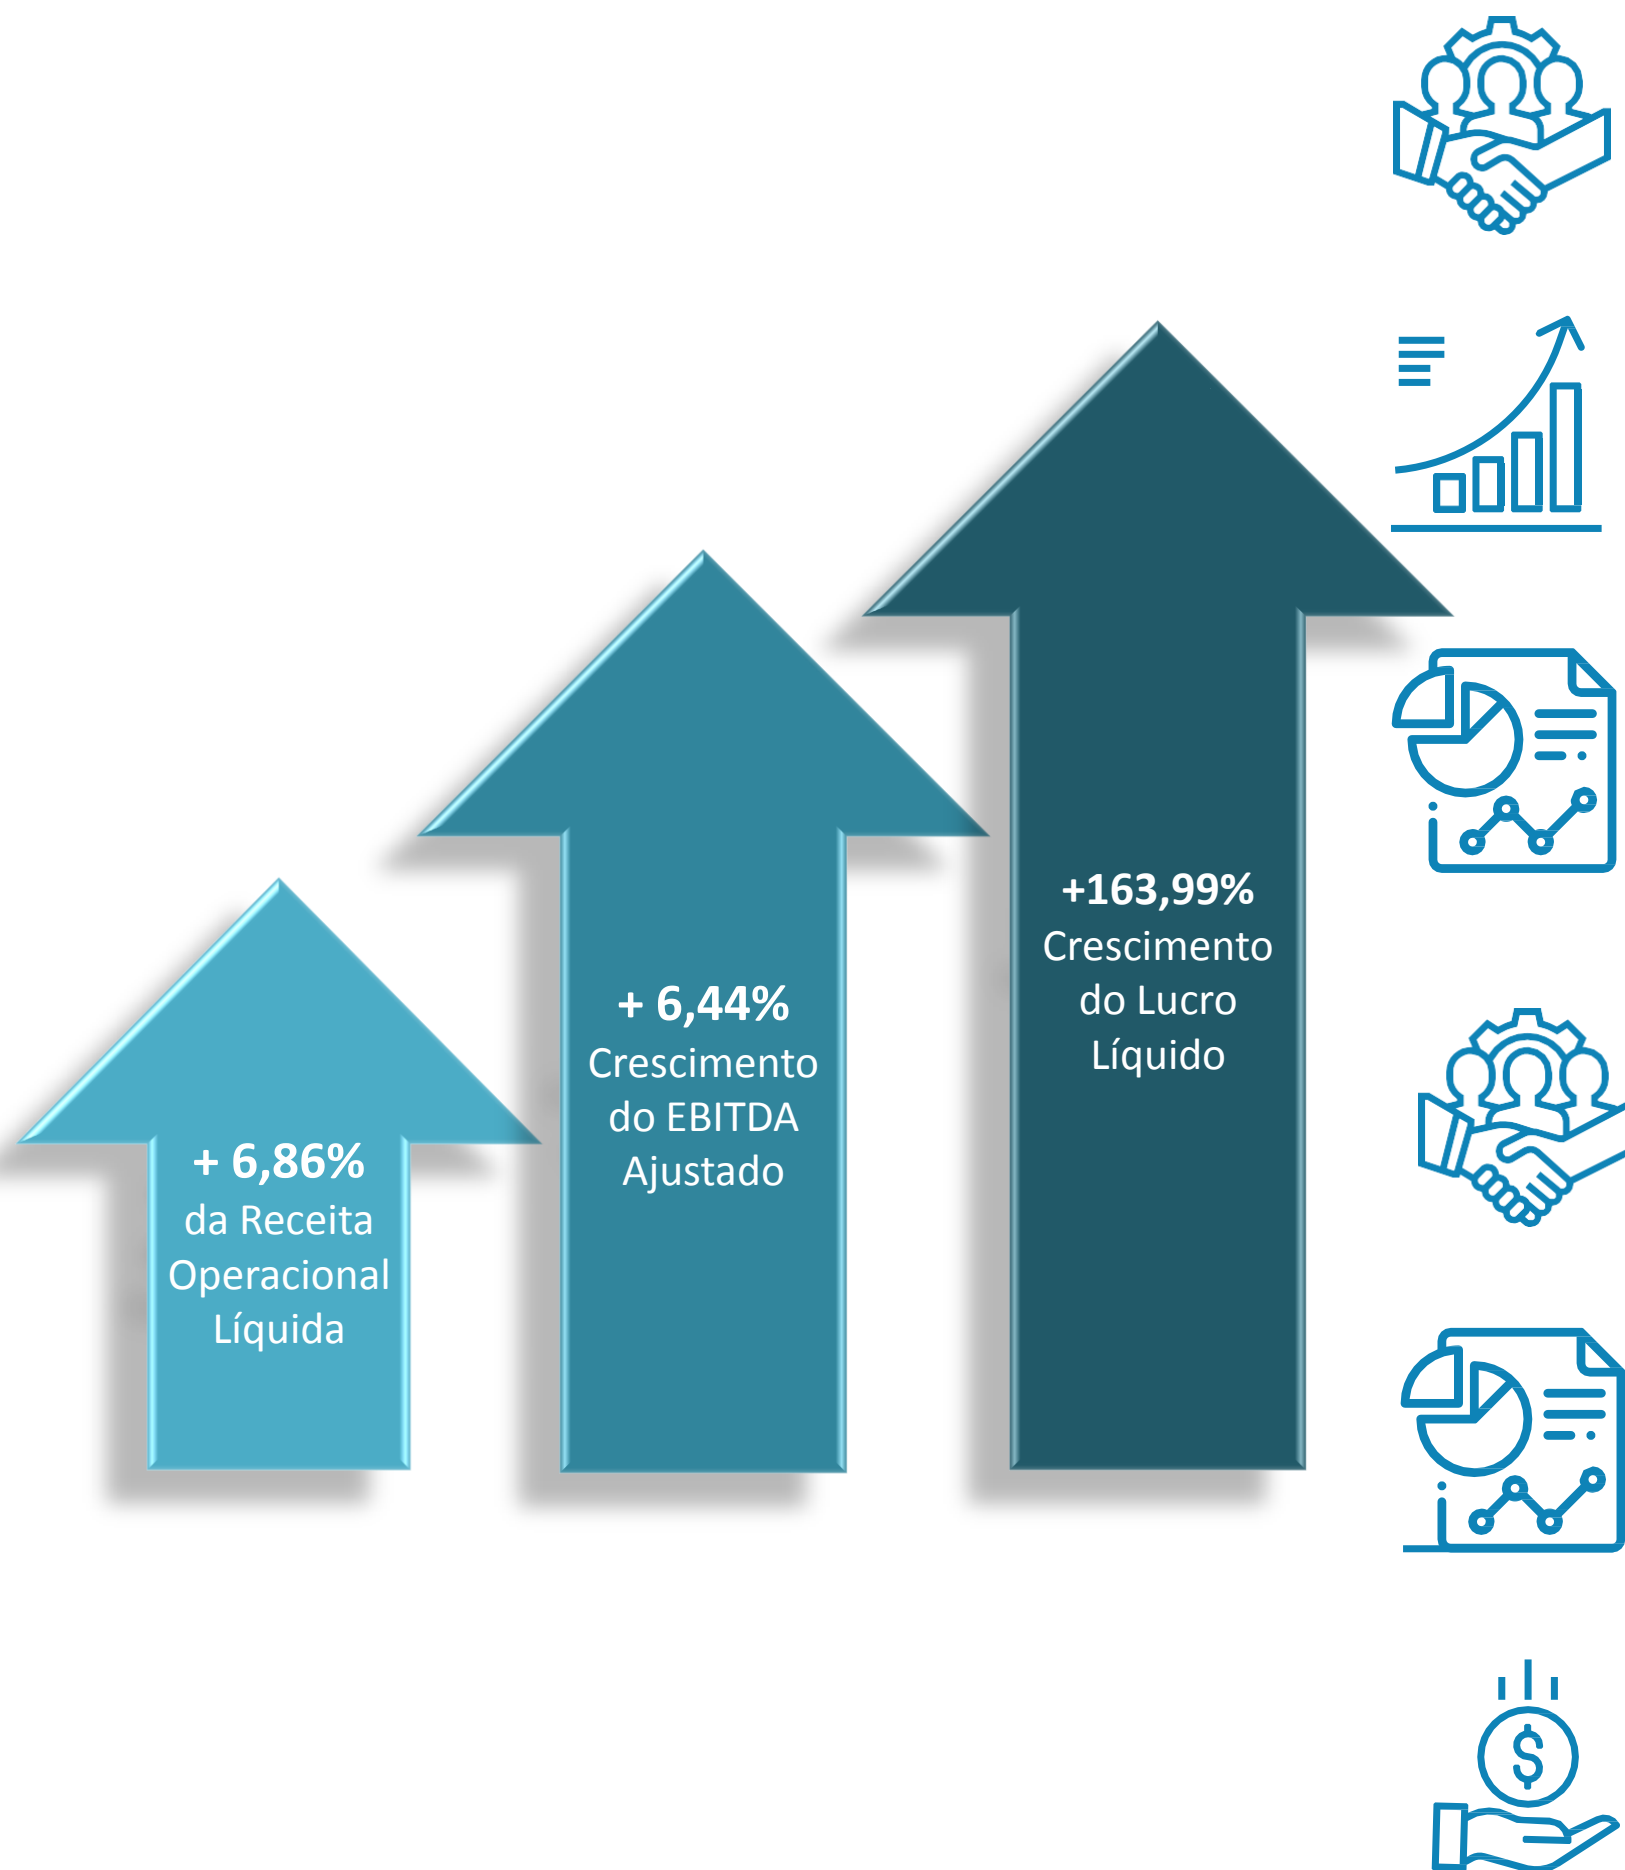 + 6,86%
da Receita
Operacional
Líquida
+ 6,44%
Crescimento
do EBITDA
Ajustado
+163,99%
Crescimento
do Lucro
Líquido
$